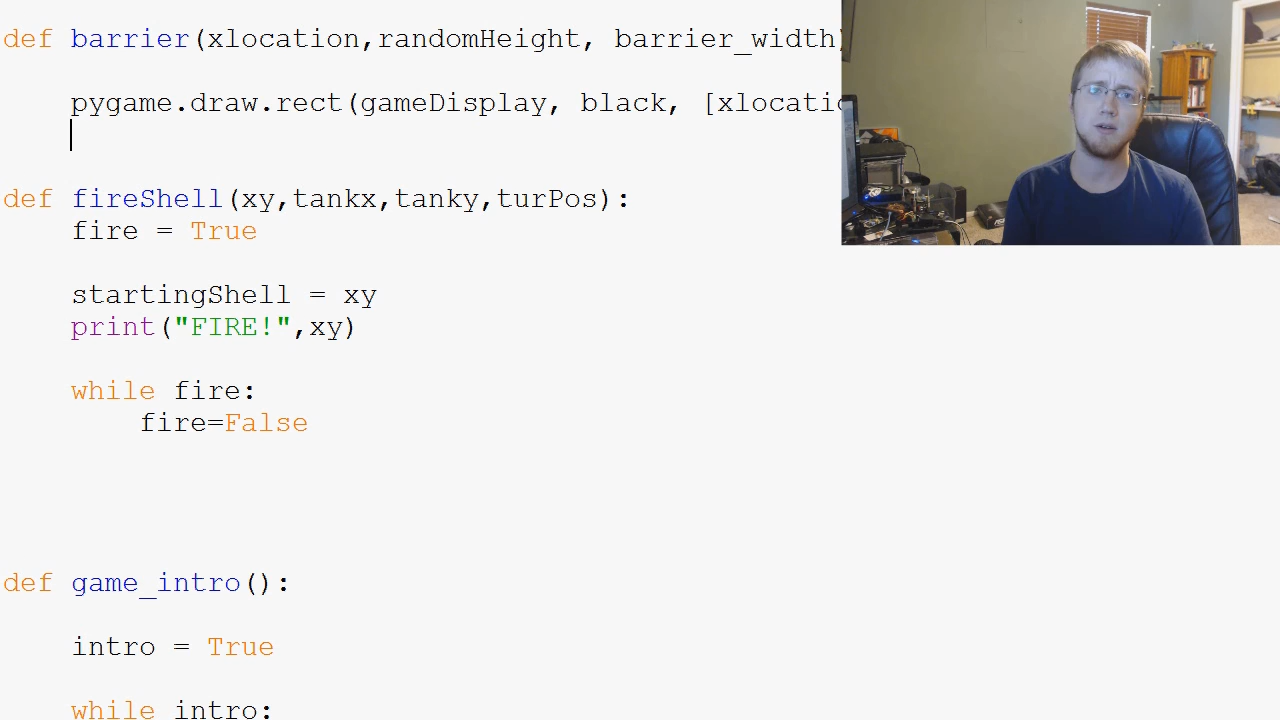 def barrier(xlocation,randomHeight, barrier_width)
pygame.draw.rect(gameDisplay, black, [xlocatio
def fireShell(xy,tankx,tanky,turPos):
fire = True
startingShell = xy
print("FIRE!",xy)
while fire:
fire=False
def game_intro():
intro = True
while intro: